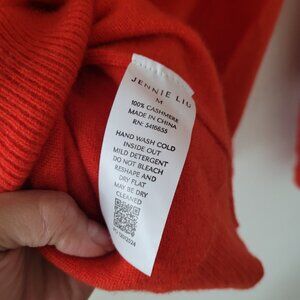 JENNIE LIU
M
100% CASHMERE
MADE IN CHINA
RN: 5416655
HAND WASH COLD
INSIDE OUT
MILD DETERGENT
DO NOT BLEACH
RESHAPE AND
DRY FLAT
MAY BE DRY
CLEANED